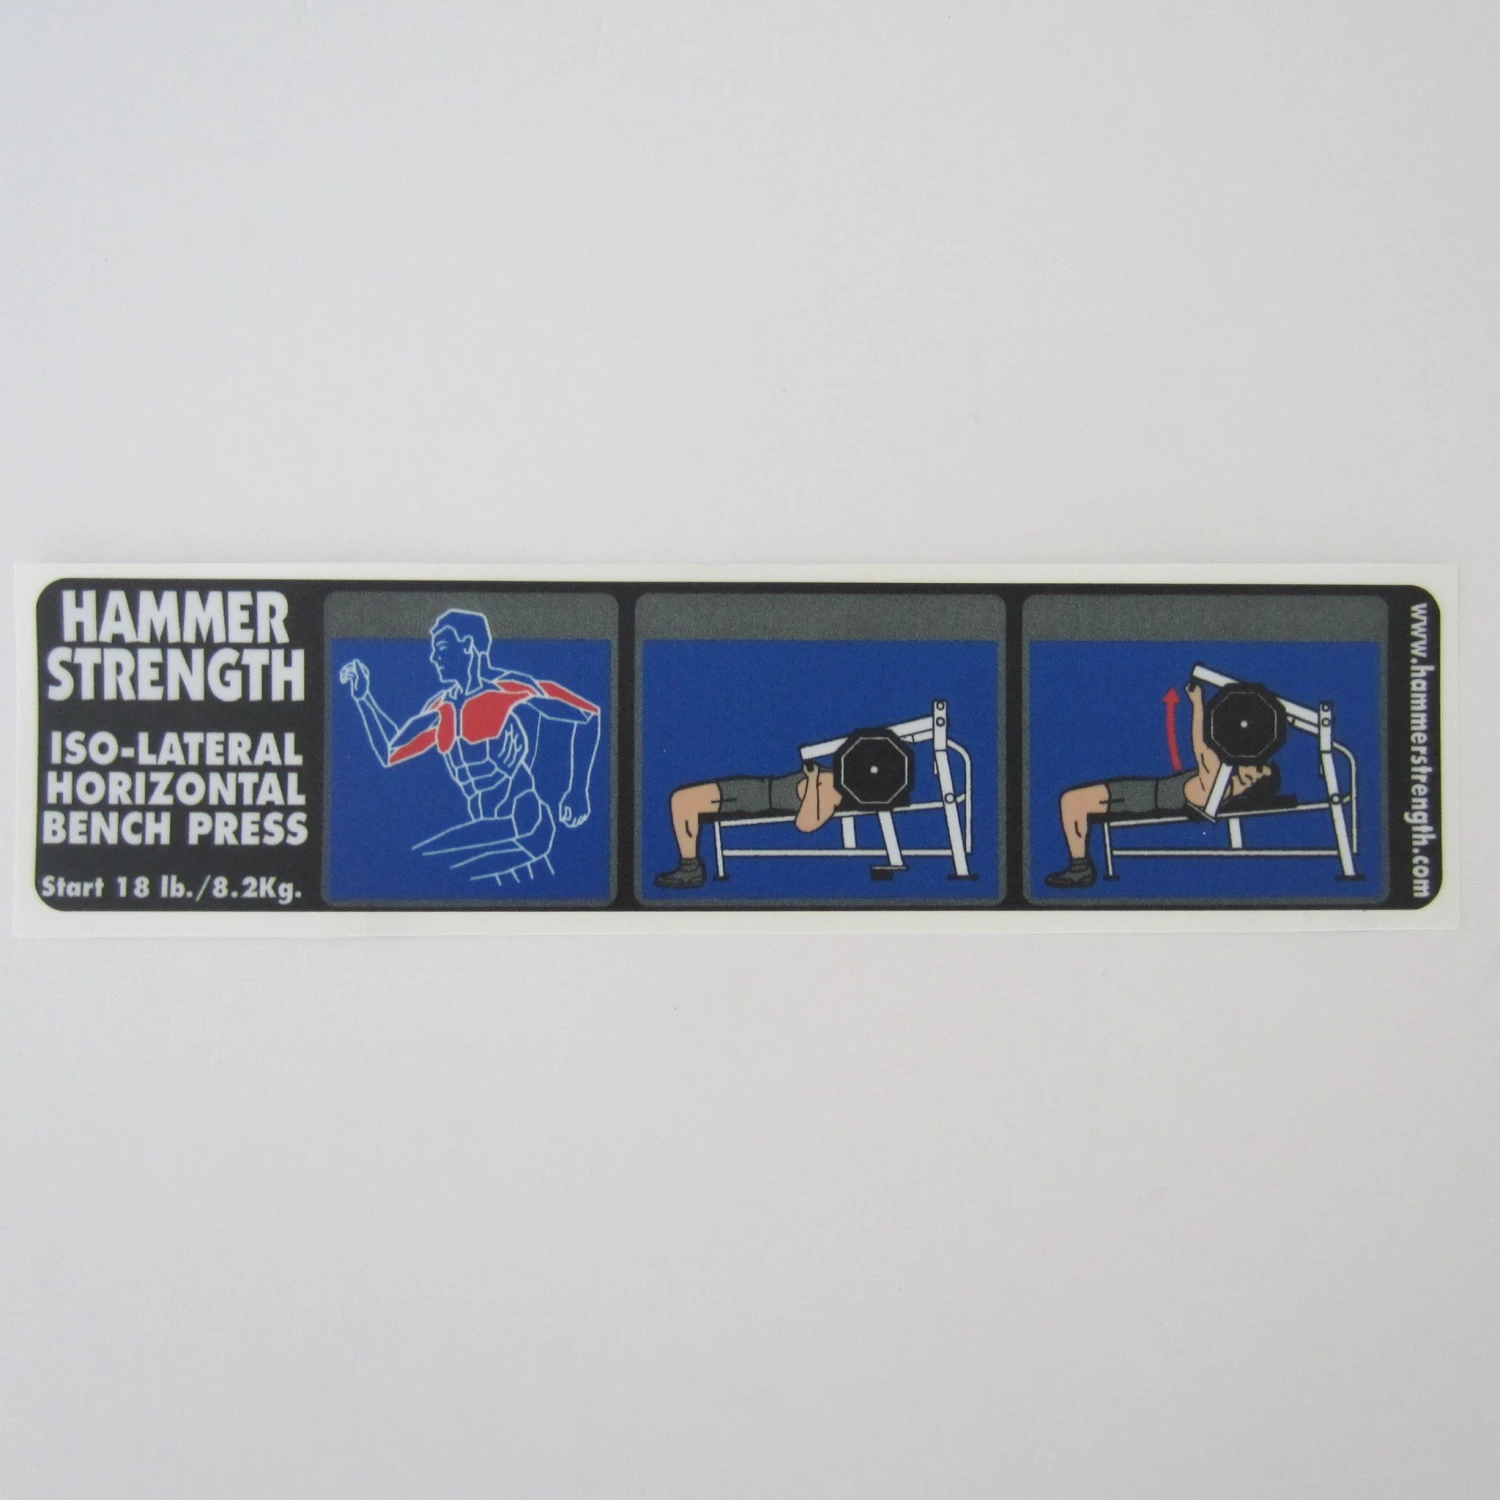 HAMMER
STRENGTH
ISO-LATERAL
HORIZONTAL
BENCH PRESS
Start 18 lb./8.2Kg.
www.hammerstrength.com